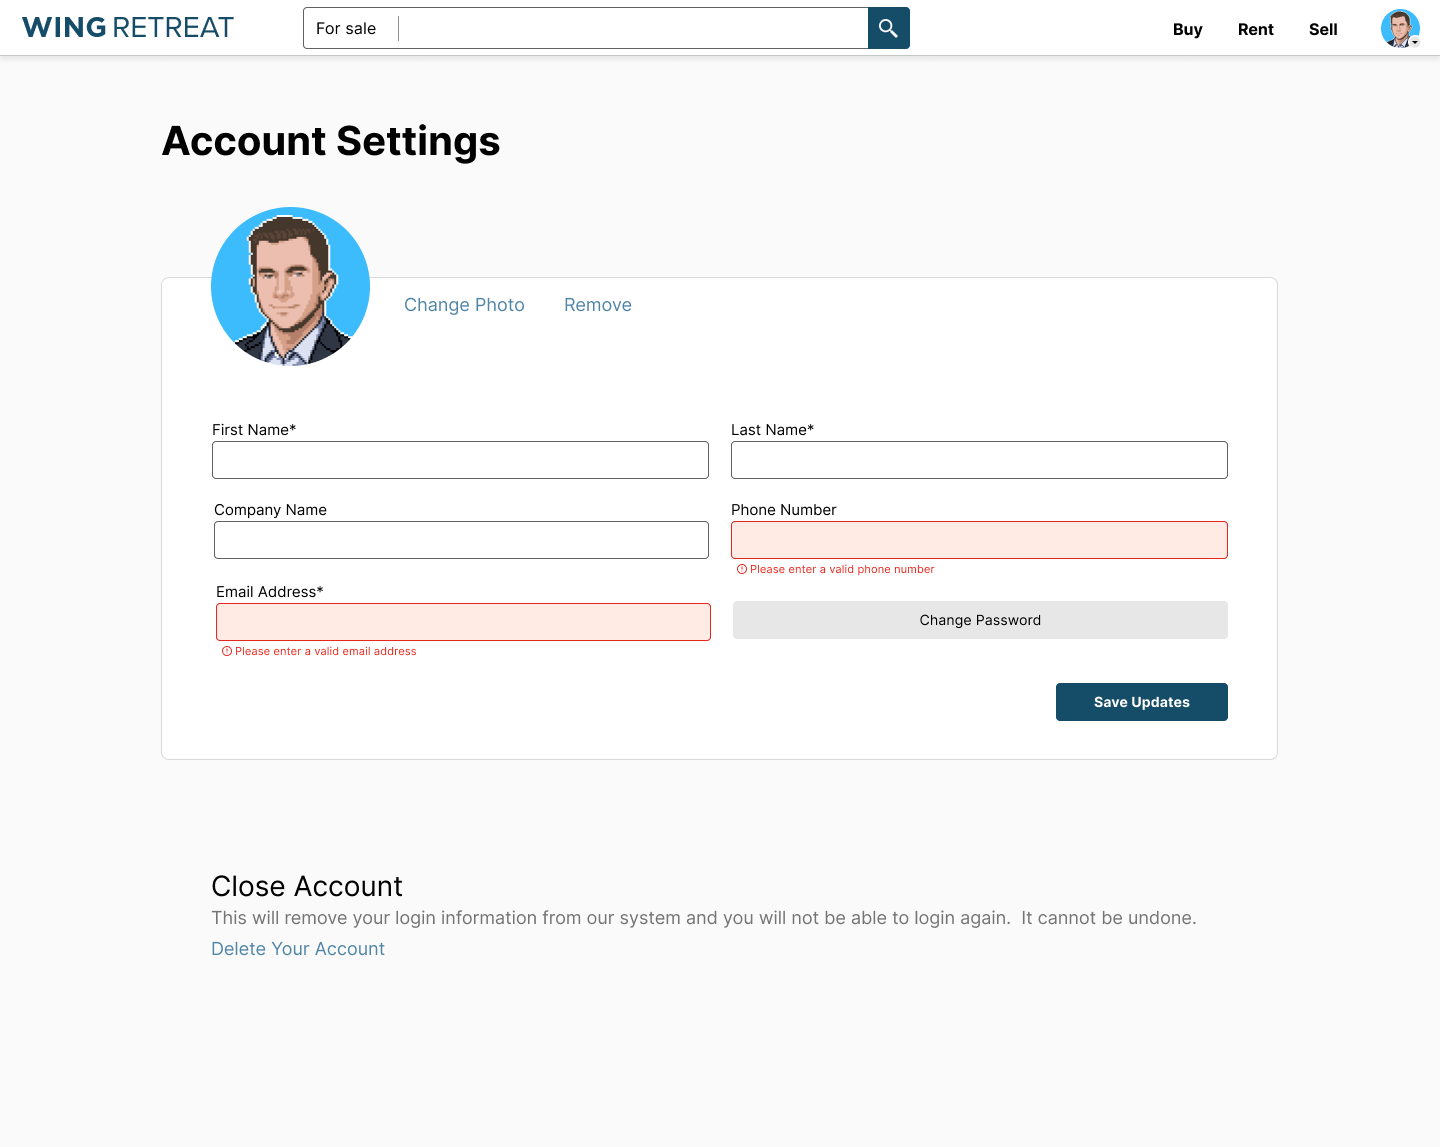 WING RETREAT
For sale
Buy Rent Sell
Account Settings
Change Photo Remove
First Name*
Last Name*
Company Name
Phone Number
Please enter a valid phone number
Email Address*
Please enter a valid email address
Change Password
Save Updates
Close Account
This will remove your login information from our system and you will not be able to login again.  It cannot be undone.
Delete Your Account